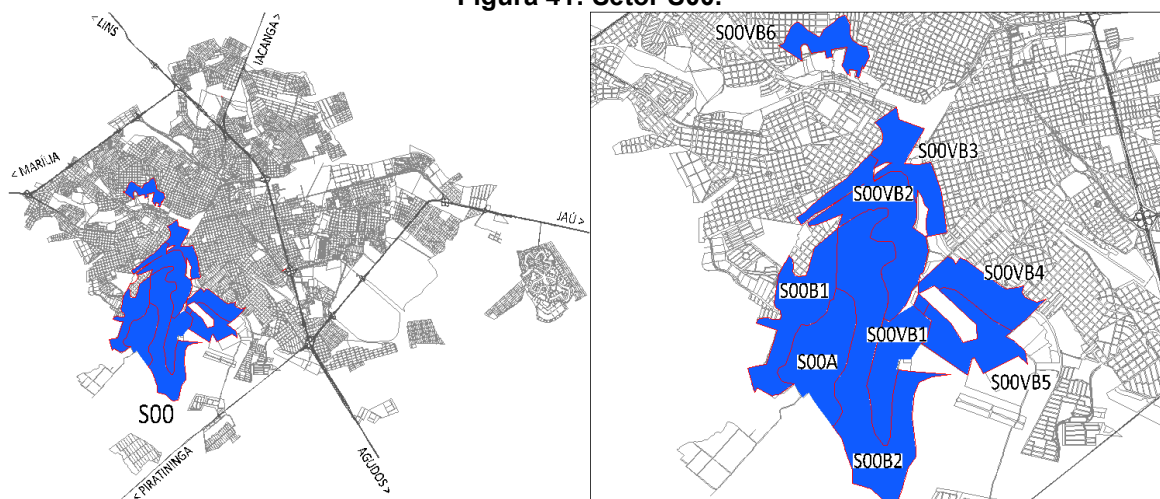 Figura 41: Setor S00.
< LINS
IACANGA >
< MARÍLIA
JAÚ >
S00
< PIRATININGA
AGUDOS >
S00VB6
S00VB3
S00VB2
S00VB4
S00B1
S00VB1
S00A
S00VB5
S00B2